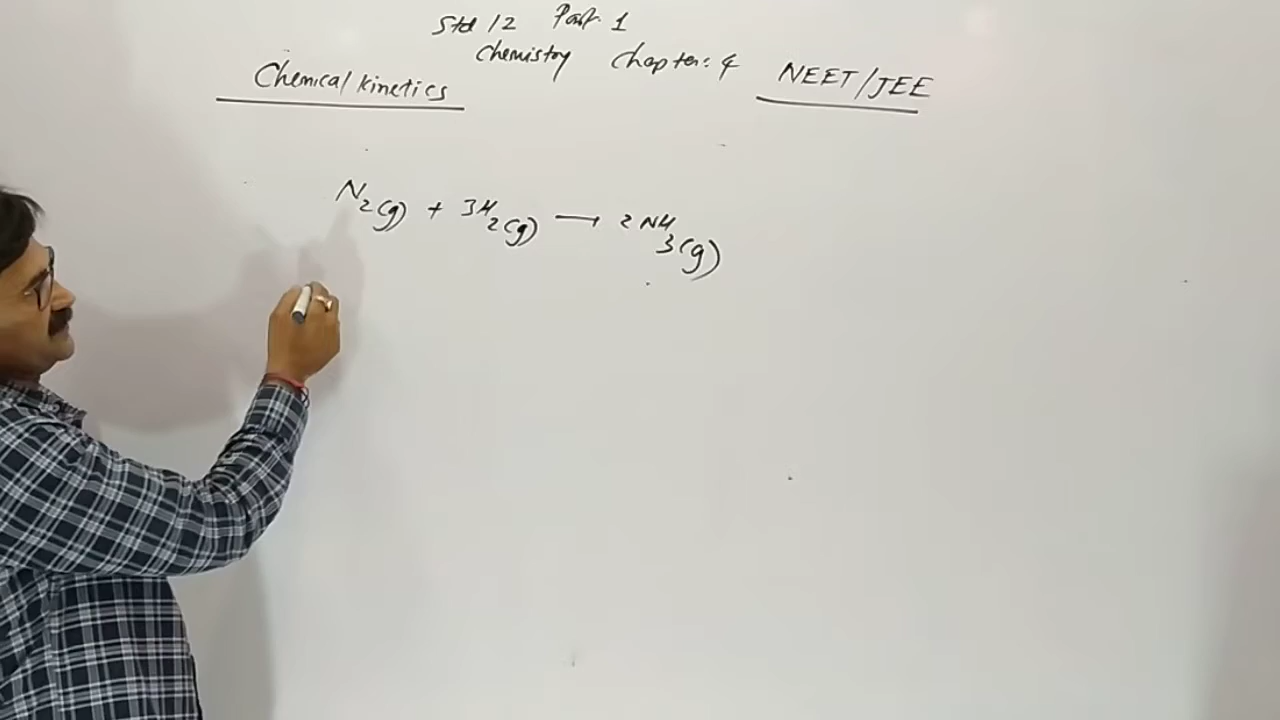 Std 12 Part 1
Chemistry Chapter: 4
Chemical kinetics NEET/JEE
N2(g) + 3H2(g) → 2NH3(g)